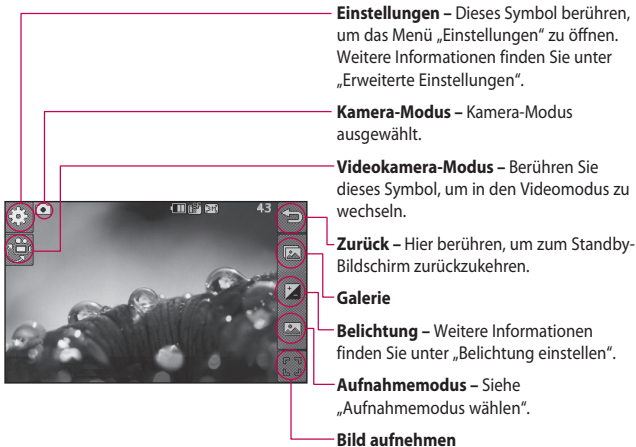 Einstellungen – Dieses Symbol berühren,
um das Menü „Einstellungen“ zu öffnen.
Weitere Informationen finden Sie unter
„Erweiterte Einstellungen“.
Kamera-Modus – Kamera-Modus
ausgewählt.
Videokamera-Modus – Berühren Sie
dieses Symbol, um in den Videomodus zu
wechseln.
43
Zurück – Hier berühren, um zum Standby-
Bildschirm zurückzukehren.
Galerie
Belichtung – Weitere Informationen
finden Sie unter „Belichtung einstellen“.
Aufnahmemodus – Siehe
„Aufnahmemodus wählen“.
Bild aufnehmen